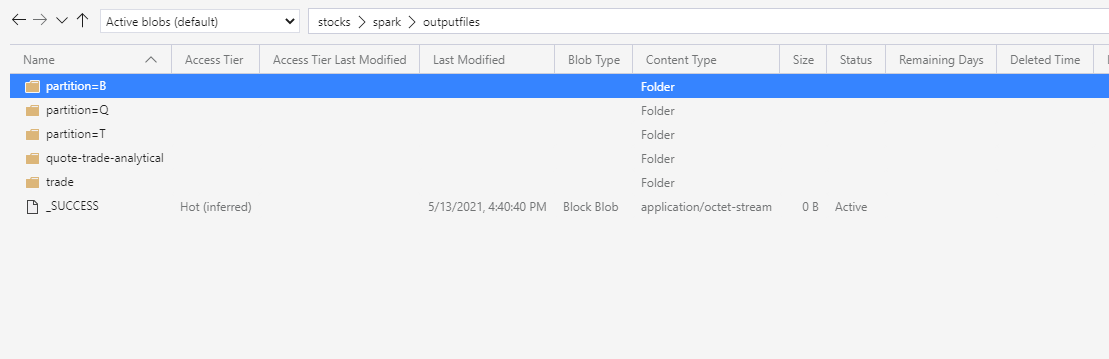 Active blobs (default) stocks spark outputfiles
Name Access Tier Access Tier Last Modified Last Modified Blob Type Content Type Size Status Remaining Days Deleted Time
partition=B Folder
partition=Q Folder
partition=T Folder
quote-trade-analytical Folder
trade Folder
_SUCCESS Hot (inferred) 5/13/2021, 4:40:40 PM Block Blob application/octet-stream 0 B Active